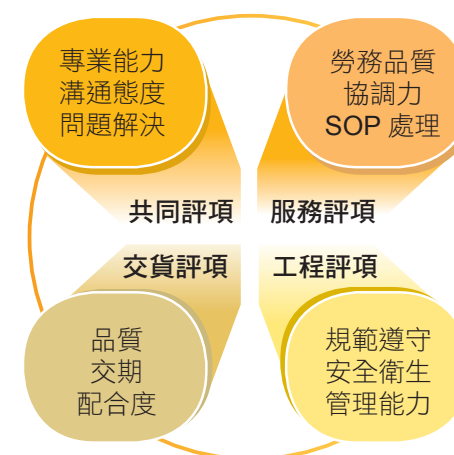 專業能力
溝通態度
問題解決
勞務品質
協調力
SOP 處理
共同評項
服務評項
交貨評項
工程評項
品質
交期
配合度
規範遵守
安全衛生
管理能力